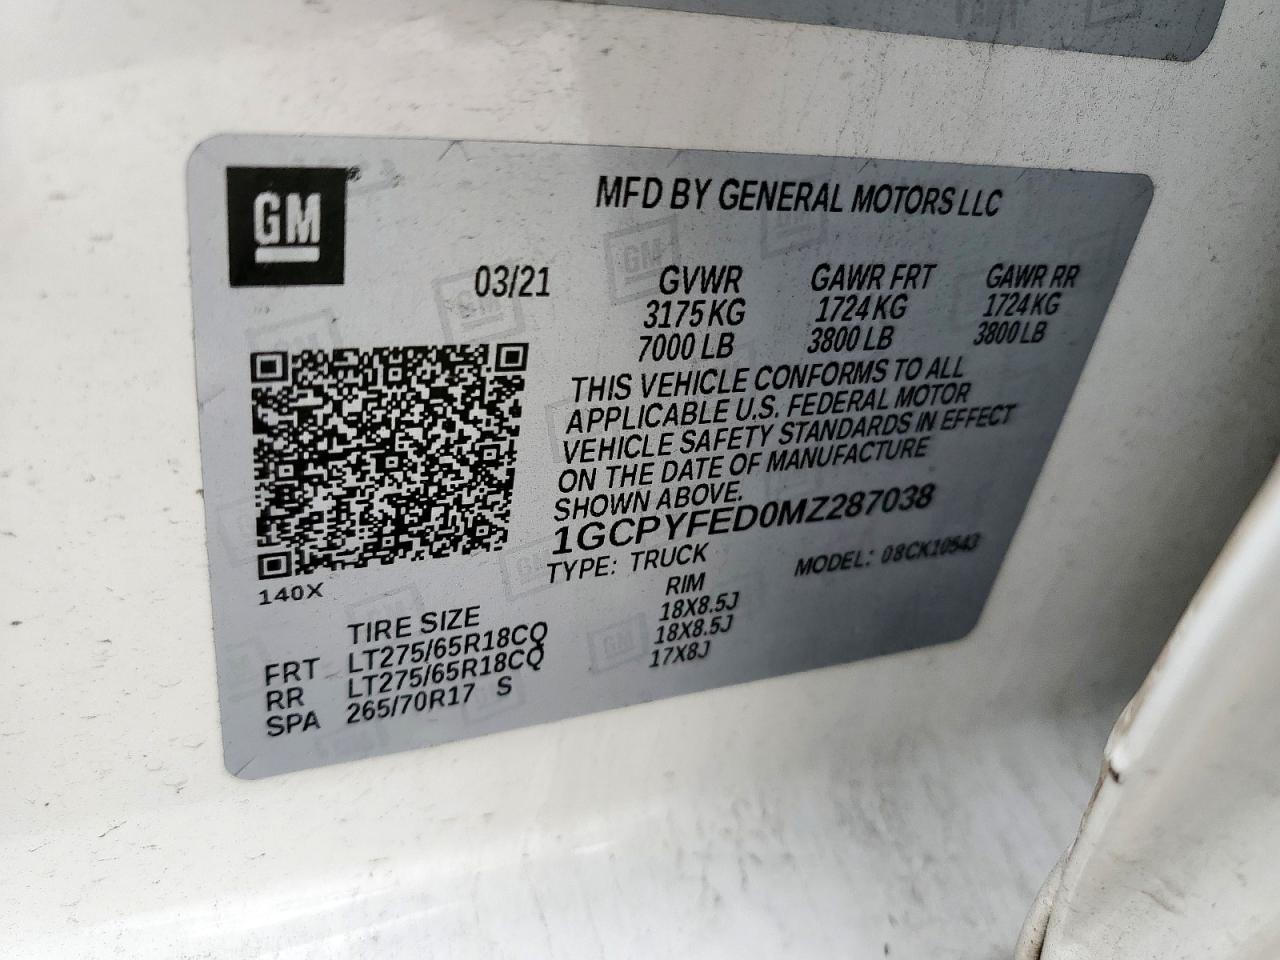 GM
MFD BY GENERAL MOTORS LLC
03/21 GVWR GAWR FRT GAWR RR
3175 KG 1724 KG 1724 KG
7000 LB 3800 LB 3800 LB
THIS VEHICLE CONFORMS TO ALL
APPLICABLE U.S. FEDERAL MOTOR
VEHICLE SAFETY STANDARDS IN EFFECT
ON THE DATE OF MANUFACTURE
SHOWN ABOVE.
1GCPYFED0MZ287038
TYPE: TRUCK MODEL: 08CK10543
140X
TIRE SIZE RIM
FRT LT275/65R18CQ 18X8.5J
RR LT275/65R18CQ 18X8.5J
SPA 265/70R17 S 17X8J